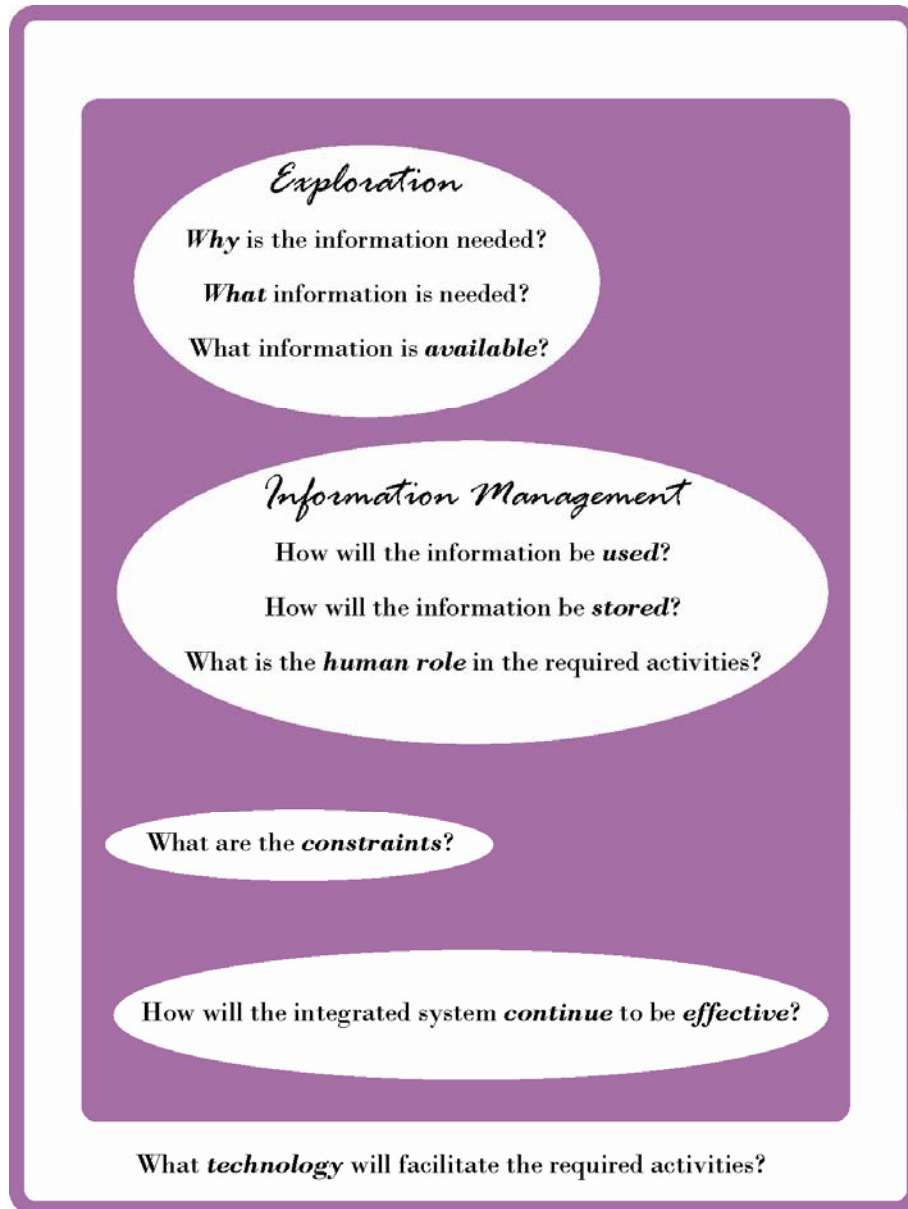 Exploration
Why is the information needed?
What information is needed?
What information is available?
Information Management
How will the information be used?
How will the information be stored?
What is the human role in the required activities?
What are the constraints?
How will the integrated system continue to be effective?
What technology will facilitate the required activities?